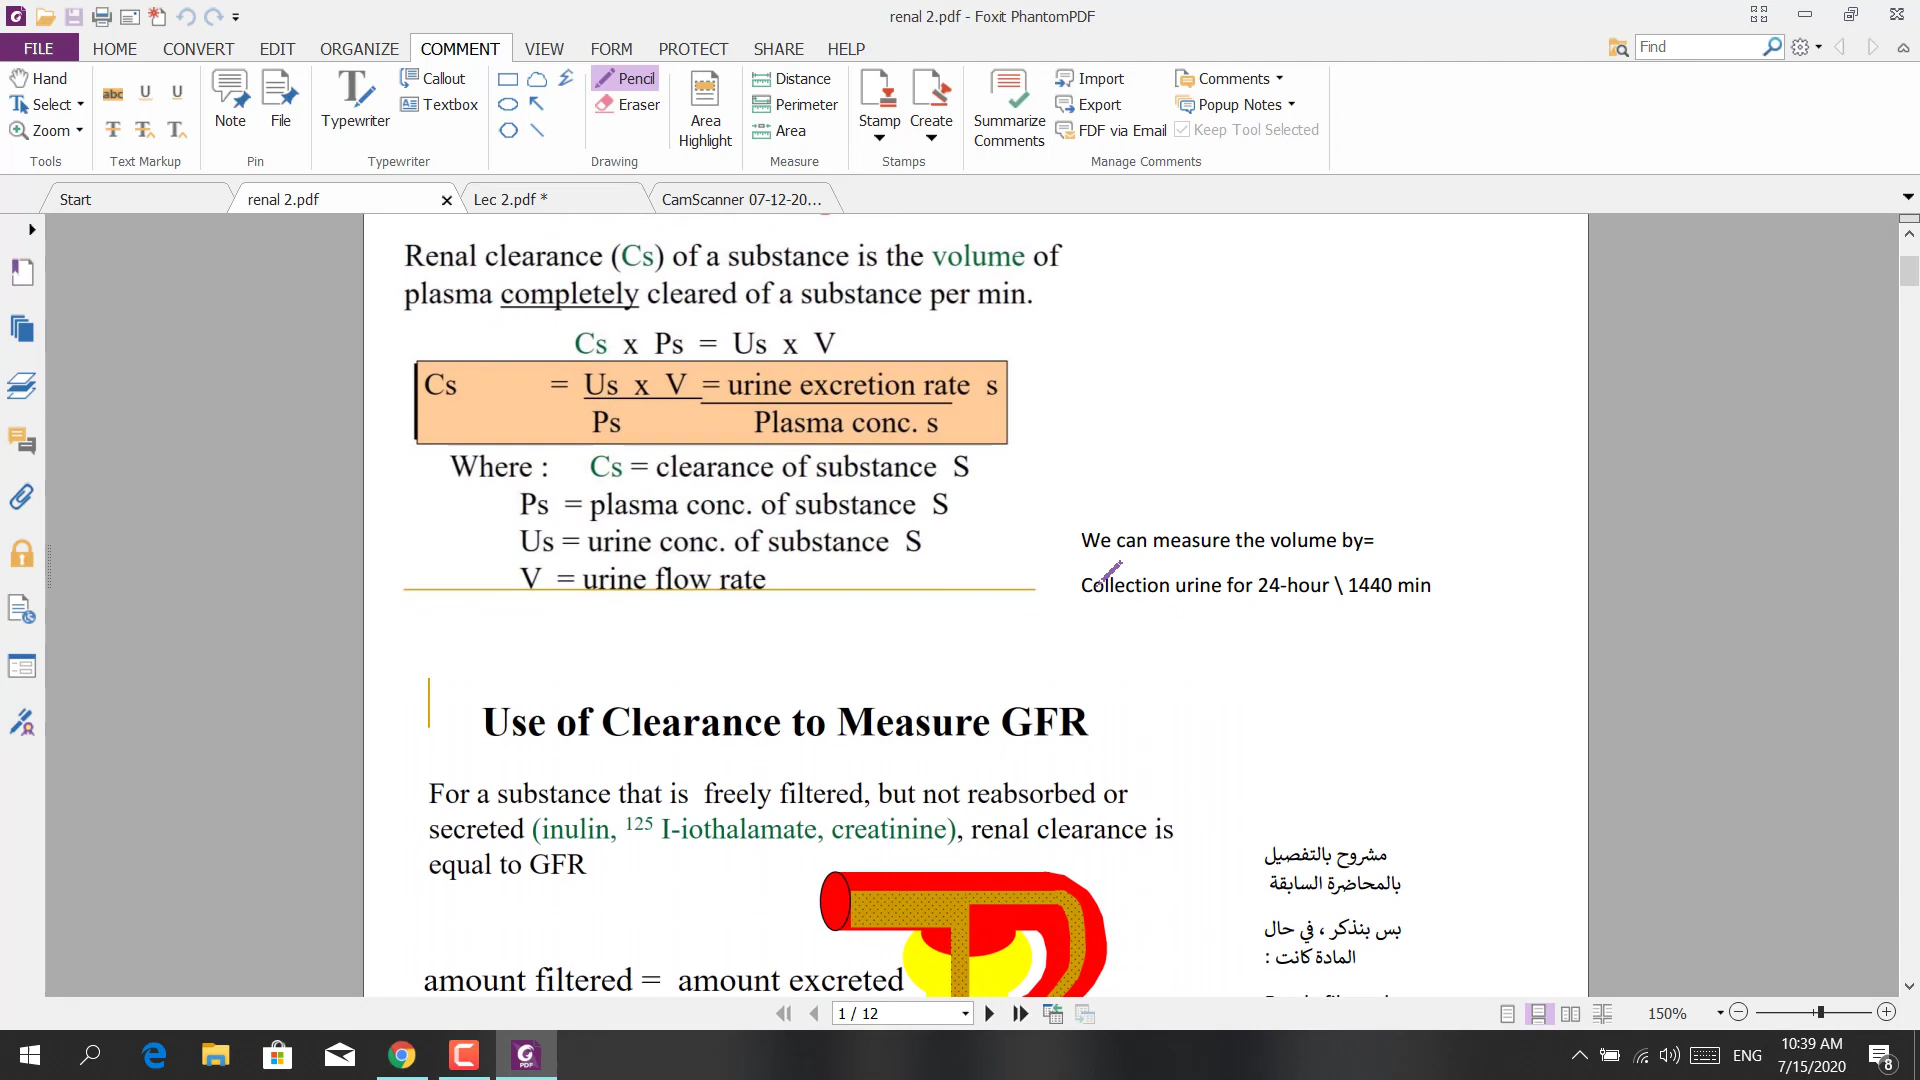 renal 2.pdf - Foxit PhantomPDF
FILE HOME CONVERT EDIT ORGANIZE COMMENT VIEW FORM PROTECT SHARE HELP
Find
Hand
Select
Zoom
Tools
abc U U
T T T
Text Markup
Note File
Pin
Typewriter
Callout
Textbox
Typewriter
Pencil
Eraser
Drawing
Area Highlight
Distance
Perimeter
Area
Measure
Stamp Create
Stamps
Summarize Comments
Import
Export
FDF via Email
Comments
Popup Notes
Keep Tool Selected
Manage Comments
Start
renal 2.pdf
Lec 2.pdf *
CamScanner 07-12-20...
Renal clearance (Cs) of a substance is the volume of
plasma completely cleared of a substance per min.
Cs x Ps = Us x V
Cs = Us x V = urine excretion rate s
Ps Plasma conc. s
Where : Cs = clearance of substance S
Ps = plasma conc. of substance S
Us = urine conc. of substance S
V = urine flow rate
We can measure the volume by=
Collection urine for 24-hour \ 1440 min
Use of Clearance to Measure GFR
For a substance that is freely filtered, but not reabsorbed or
secreted (inulin, 125 I-iothalamate, creatinine), renal clearance is
equal to GFR
مشروح بالتفصيل
بالمحاضرة السابقة
بس بنذكر ، في حال
المادة كانت :
amount filtered = amount excreted
1 / 12
150%
ENG
10:39 AM
7/15/2020
8
PDF